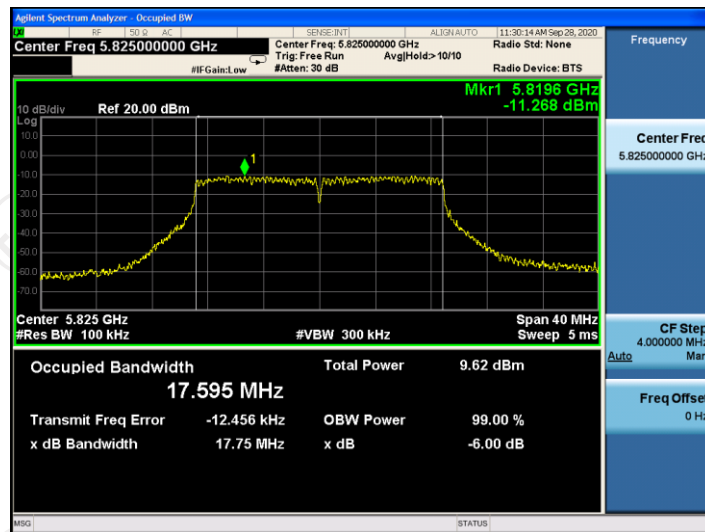 Agilent Spectrum Analyzer - Occupied BW
RF 50 Ω AC SENSE:INT ALIGN AUTO 11:30:14 AM Sep 28, 2020
Center Freq 5.825000000 GHz
Center Freq: 5.825000000 GHz
Radio Std: None
Trig: Free Run Avg|Hold:>10/10
#IFGain:Low
#Atten: 30 dB
Radio Device: BTS
Frequency
Mkr1 5.8196 GHz
-11.268 dBm
10 dB/div Ref 20.00 dBm
Log
10.0
0.00
-10.0
-20.0
-30.0
-40.0
-50.0
-60.0
-70.0
1
Center 5.825 GHz
Span 40 MHz
#Res BW 100 kHz
#VBW 300 kHz
Sweep 5 ms
Occupied Bandwidth
17.595 MHz
Total Power 9.62 dBm
Transmit Freq Error -12.456 kHz
OBW Power 99.00 %
x dB Bandwidth 17.75 MHz
x dB -6.00 dB
Center Freq
5.825000000 GHz
CF Step
4.000000 MHz
Auto Man
Freq Offset
0 Hz
MSG
STATUS